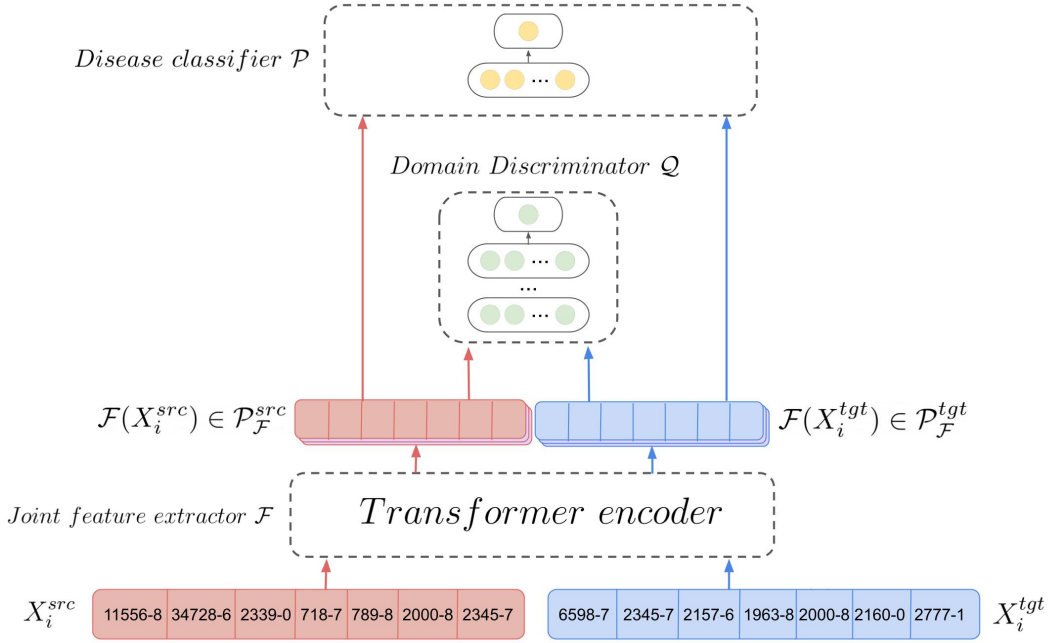 Disease classifier 𝒫
...
Domain Discriminator 𝒬
...
...
...
ℱ(X_i^{src}) ∈ 𝒫_ℱ^{src}
ℱ(X_i^{tgt}) ∈ 𝒫_ℱ^{tgt}
Joint feature extractor ℱ
Transformer encoder
X_i^{src} 11556-8 34728-6 2339-0 718-7 789-8 2000-8 2345-7
6598-7 2345-7 2157-6 1963-8 2000-8 2160-0 2777-1 X_i^{tgt}